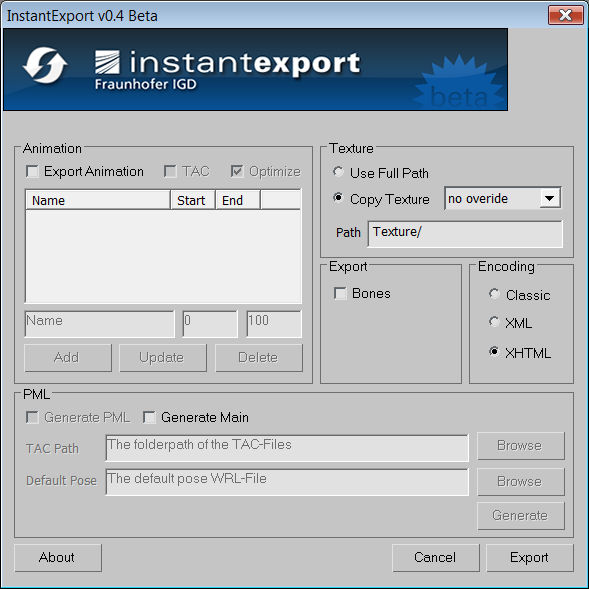 InstantExport v0.4 Beta
instantexport
Fraunhofer IGD
beta
Animation
Export Animation TAC Optimize
Name Start End
Name 0 100
Add Update Delete
Texture
Use Full Path
Copy Texture no overide
Path Texture/
Export
Bones
Encoding
Classic
XML
XHTML
PML
Generate PML Generate Main
TAC Path The folderpath of the TAC-Files Browse
Default Pose The default pose WRL-File Browse
Generate
About Cancel Export